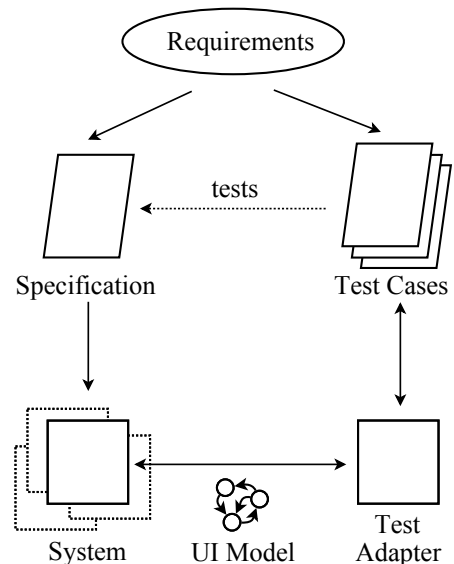 Requirements
tests
Specification
Test Cases
System
UI Model
Test
Adapter